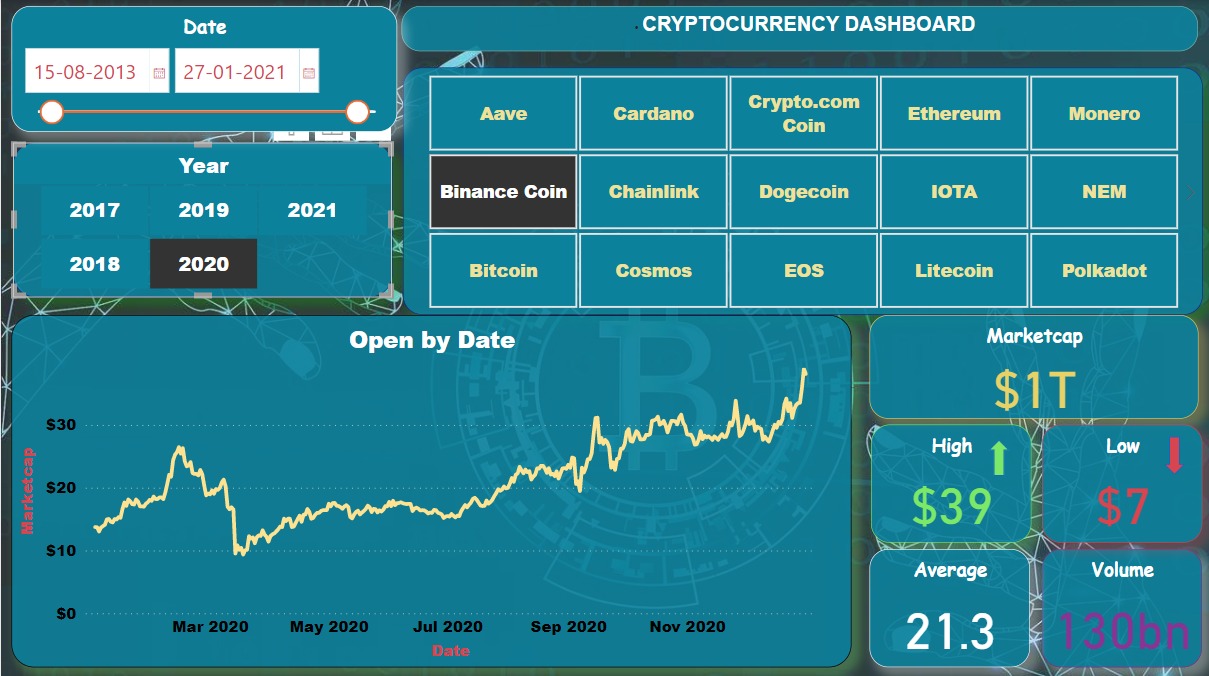 Date
15-08-2013
27-01-2021
. CRYPTOCURRENCY DASHBOARD
Year
2017
2019
2021
2018
2020
Aave
Cardano
Crypto.com
Coin
Ethereum
Monero
Binance Coin
Chainlink
Dogecoin
IOTA
NEM
Bitcoin
Cosmos
EOS
Litecoin
Polkadot
Open by Date
Marketcap
$30
$20
$10
$0
Mar 2020
May 2020
Jul 2020
Sep 2020
Nov 2020
Date
Marketcap
$1T
High
$39
Low
$7
Average
21.3
Volume
130bn